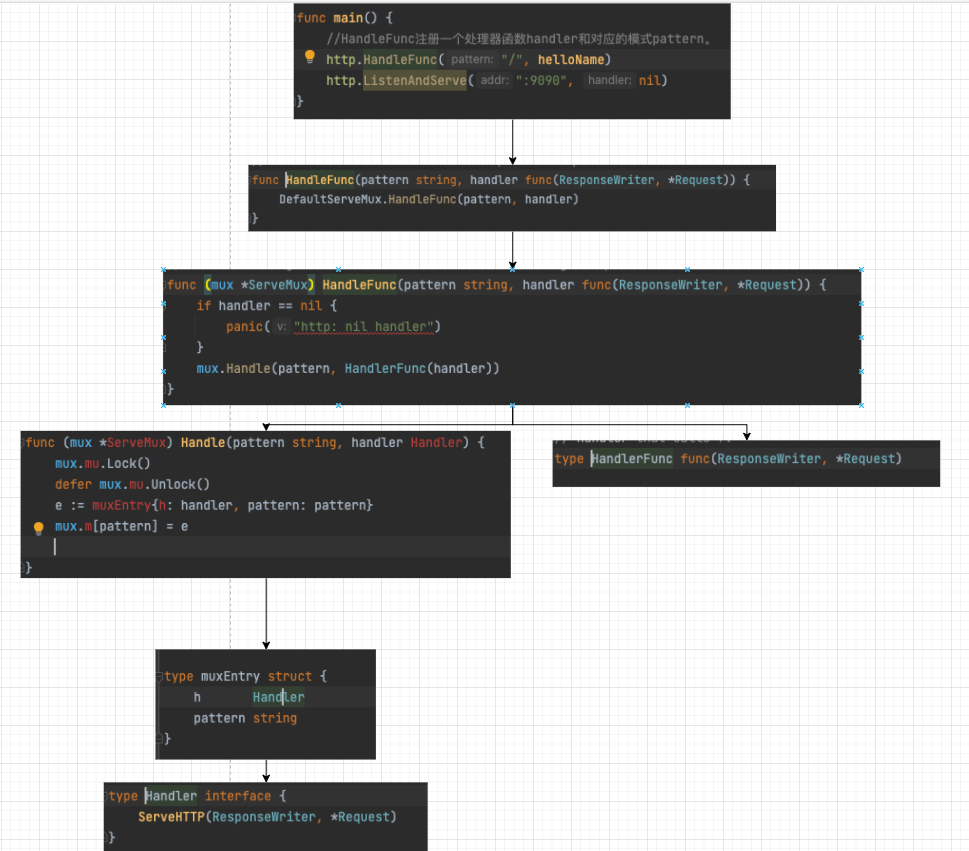 func main() {
//HandleFunc注册一个处理器函数handler和对应的模式pattern。
http.HandleFunc( pattern: "/", helloName)
http.ListenAndServe( addr: ":9090", handler: nil)
}
func HandleFunc(pattern string, handler func(ResponseWriter, *Request)) {
DefaultServeMux.HandleFunc(pattern, handler)
}
func (mux *ServeMux) HandleFunc(pattern string, handler func(ResponseWriter, *Request)) {
if handler == nil {
panic( v: "http: nil handler")
}
mux.Handle(pattern, HandlerFunc(handler))
}
func (mux *ServeMux) Handle(pattern string, handler Handler) {
mux.mu.Lock()
defer mux.mu.Unlock()
e := muxEntry{h: handler, pattern: pattern}
mux.m[pattern] = e
}
type HandlerFunc func(ResponseWriter, *Request)
type muxEntry struct {
h Handler
pattern string
}
type Handler interface {
ServeHTTP(ResponseWriter, *Request)
}